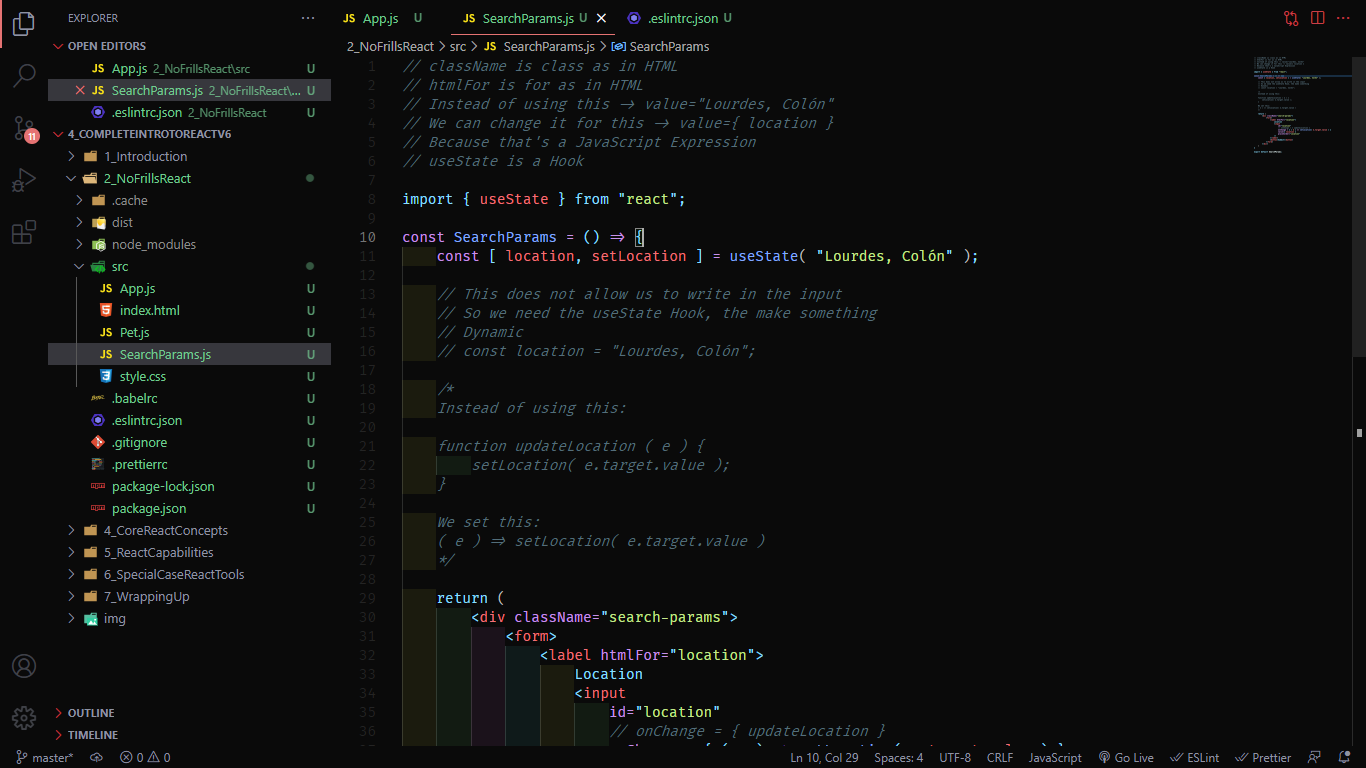 EXPLORER
OPEN EDITORS
App.js 2_NoFrillsReact\src U
SearchParams.js 2_NoFrillsReact\... U
.eslintrc.json 2_NoFrillsReact U
4_COMPLETEINTROTOREACTV6
1_Introduction
2_NoFrillsReact
.cache
dist
node_modules
src
App.js U
index.html U
Pet.js U
SearchParams.js U
style.css U
.babelrc U
.eslintrc.json U
.gitignore U
.prettierrc U
package-lock.json U
package.json U
4_CoreReactConcepts
5_ReactCapabilities
6_SpecialCaseReactTools
7_WrappingUp
img
OUTLINE
TIMELINE
11
JS App.js U
JS SearchParams.js U
.eslintrc.json U
2_NoFrillsReact > src > JS SearchParams.js > SearchParams
1 // className is class as in HTML
2 // htmlFor is for as in HTML
3 // Instead of using this -> value="Lourdes, Colón"
4 // We can change it for this -> value={ location }
5 // Because that's a JavaScript Expression
6 // useState is a Hook
7
8 import { useState } from "react";
9
10 const SearchParams = () => {
11 const [ location, setLocation ] = useState( "Lourdes, Colón" );
12
13 // This does not allow us to write in the input
14 // So we need the useState Hook, the make something
15 // Dynamic
16 // const location = "Lourdes, Colón";
17
18 /*
19 Instead of using this:
20
21 function updateLocation ( e ) {
22 setLocation( e.target.value );
23 }
24
25 We set this:
26 ( e ) => setLocation( e.target.value )
27 */
28
29 return (
30 <div className="search-params">
31 <form>
32 <label htmlFor="location">
33 Location
34 <input
35 id="location"
36 // onChange = { updateLocation }
master* 0 0 Ln 10, Col 29 Spaces: 4 UTF-8 CRLF JavaScript Go Live ESLint Prettier